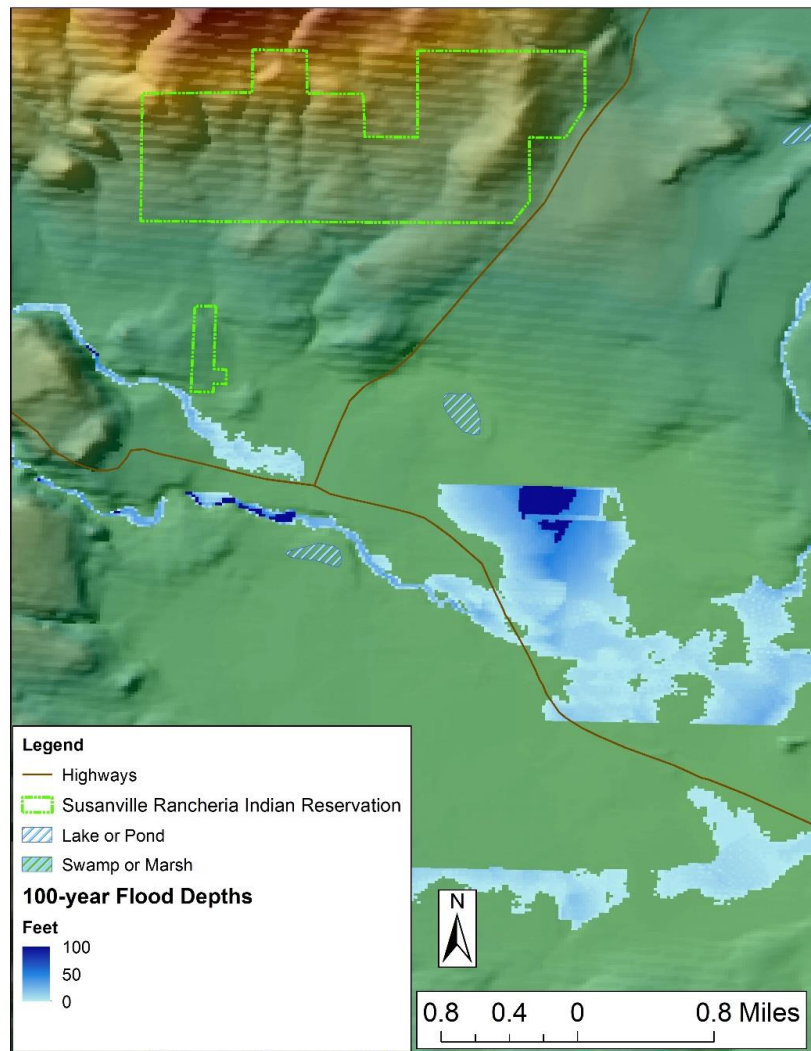 Legend
Highways
Susanville Rancheria Indian Reservation
Lake or Pond
Swamp or Marsh
100-year Flood Depths
Feet
100
50
0
N
0.8 0.4 0 0.8 Miles